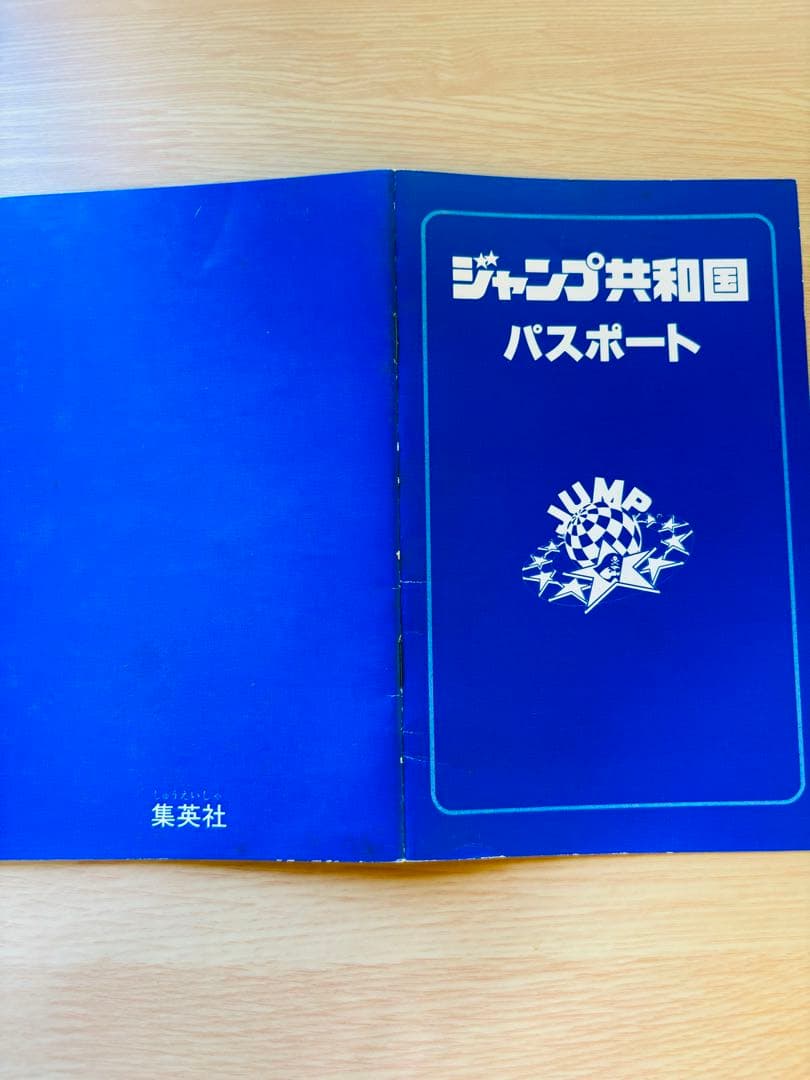 ジャンプ共和国
パスポート
JUMP
しゅうえいしゃ
集英社